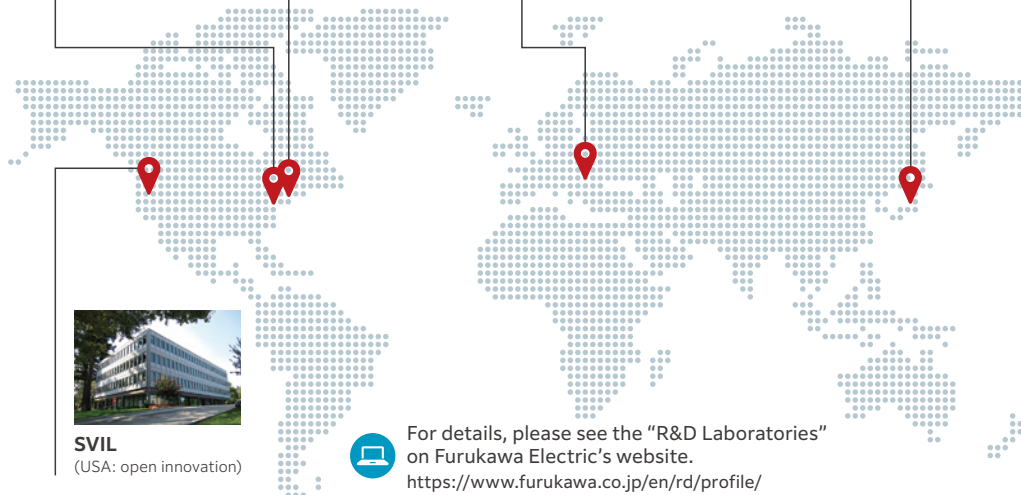 SVIL
(USA: open innovation)
For details, please see the “R&D Laboratories”
on Furukawa Electric’s website.
https://www.furukawa.co.jp/en/rd/profile/